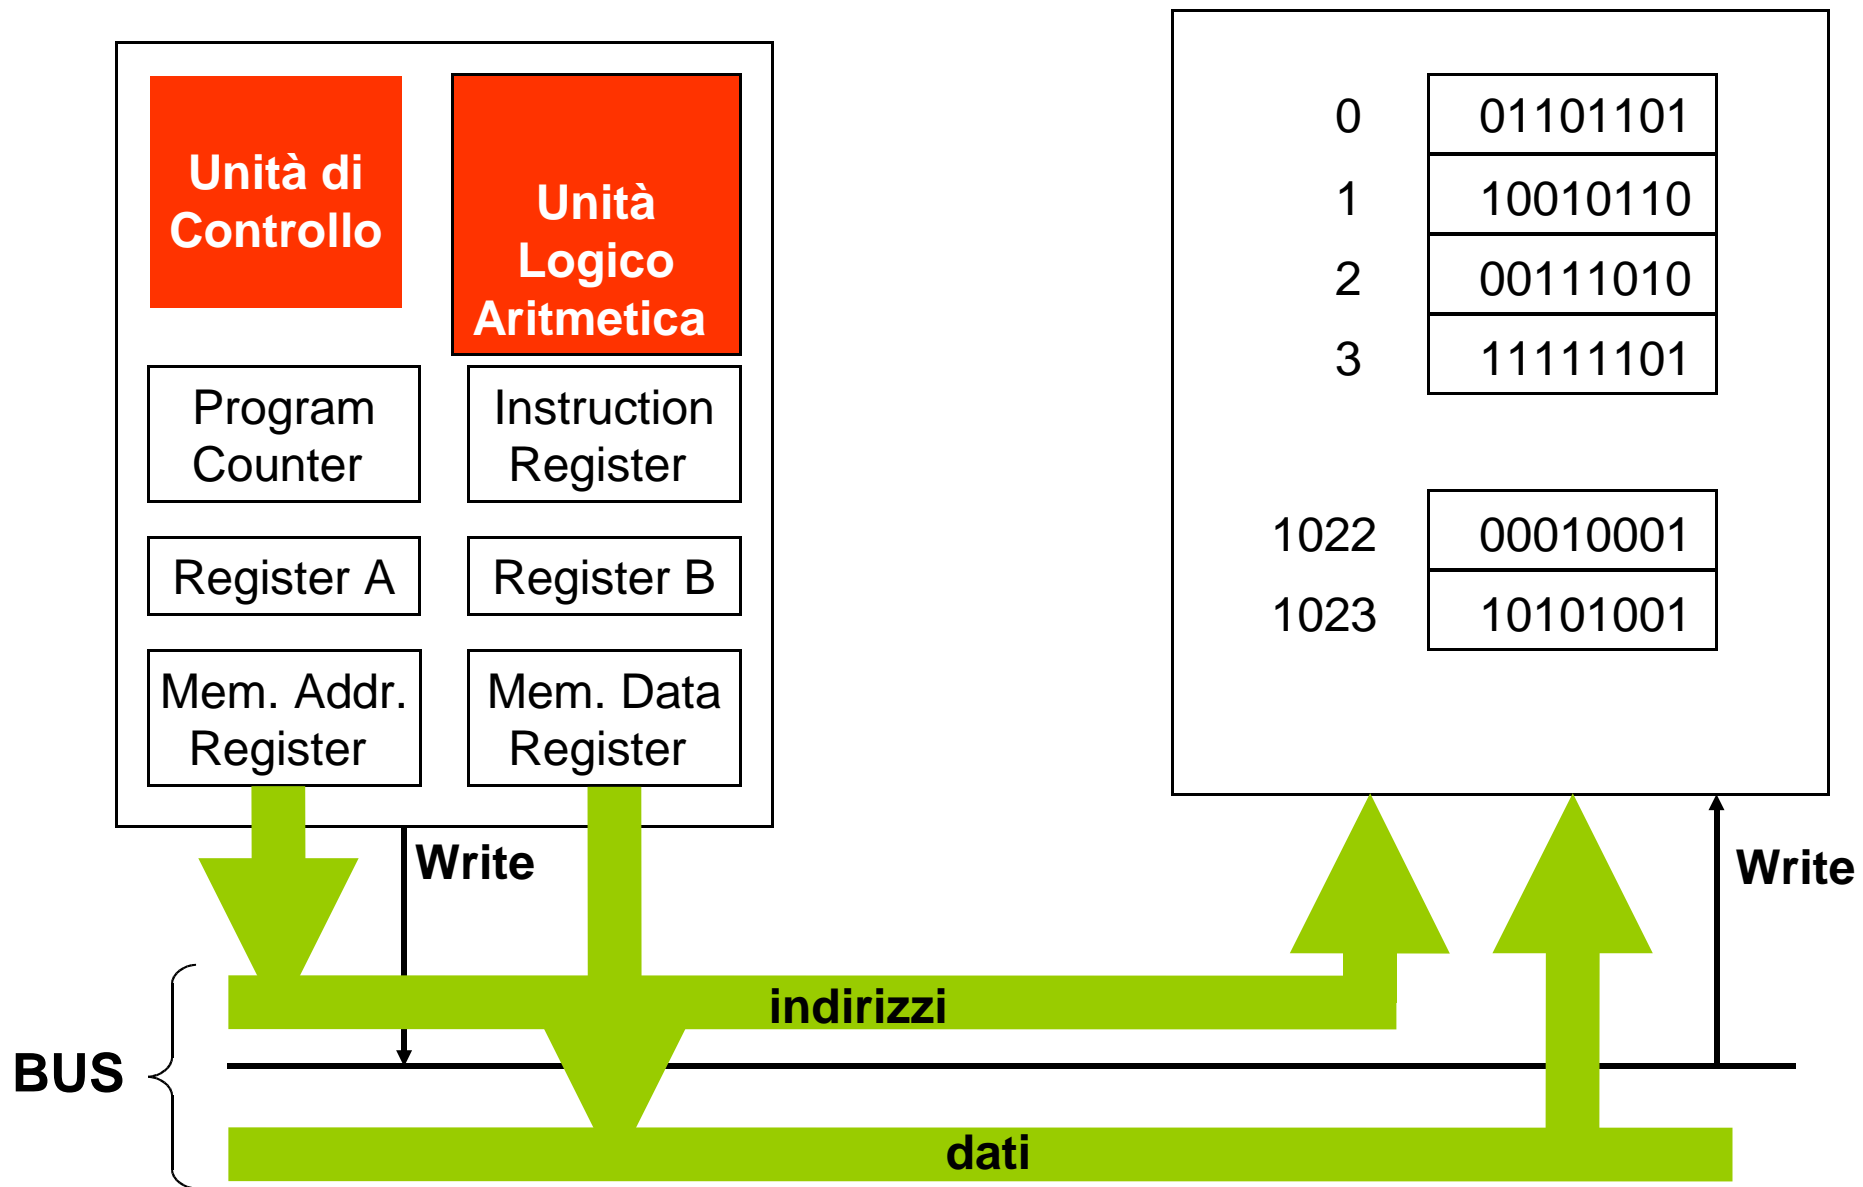 Unità di
Controllo
Unità
Logico
Aritmetica
Program
Counter
Instruction
Register
Register A
Register B
Mem. Addr.
Register
Mem. Data
Register
0 01101101
1 10010110
2 00111010
3 11111101
1022 00010001
1023 10101001
Write
Write
BUS
indirizzi
dati